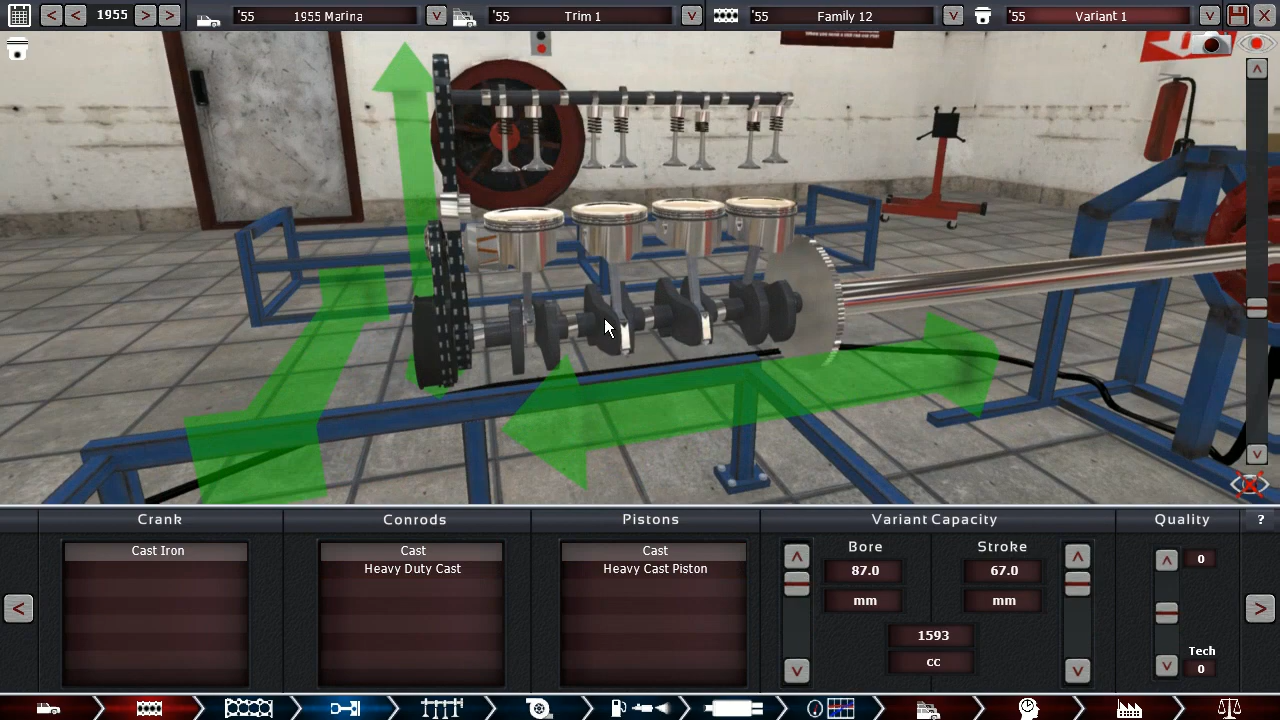 1955 '55 1955 Marina '55 Trim 1 '55 Family 12 '55 Variant 1
Crank Conrods Pistons Variant Capacity Quality ?
Cast Iron
Cast
Heavy Duty Cast
Cast
Heavy Cast Piston
Bore Stroke
87.0 67.0
mm mm
1593
cc
0
Tech
0